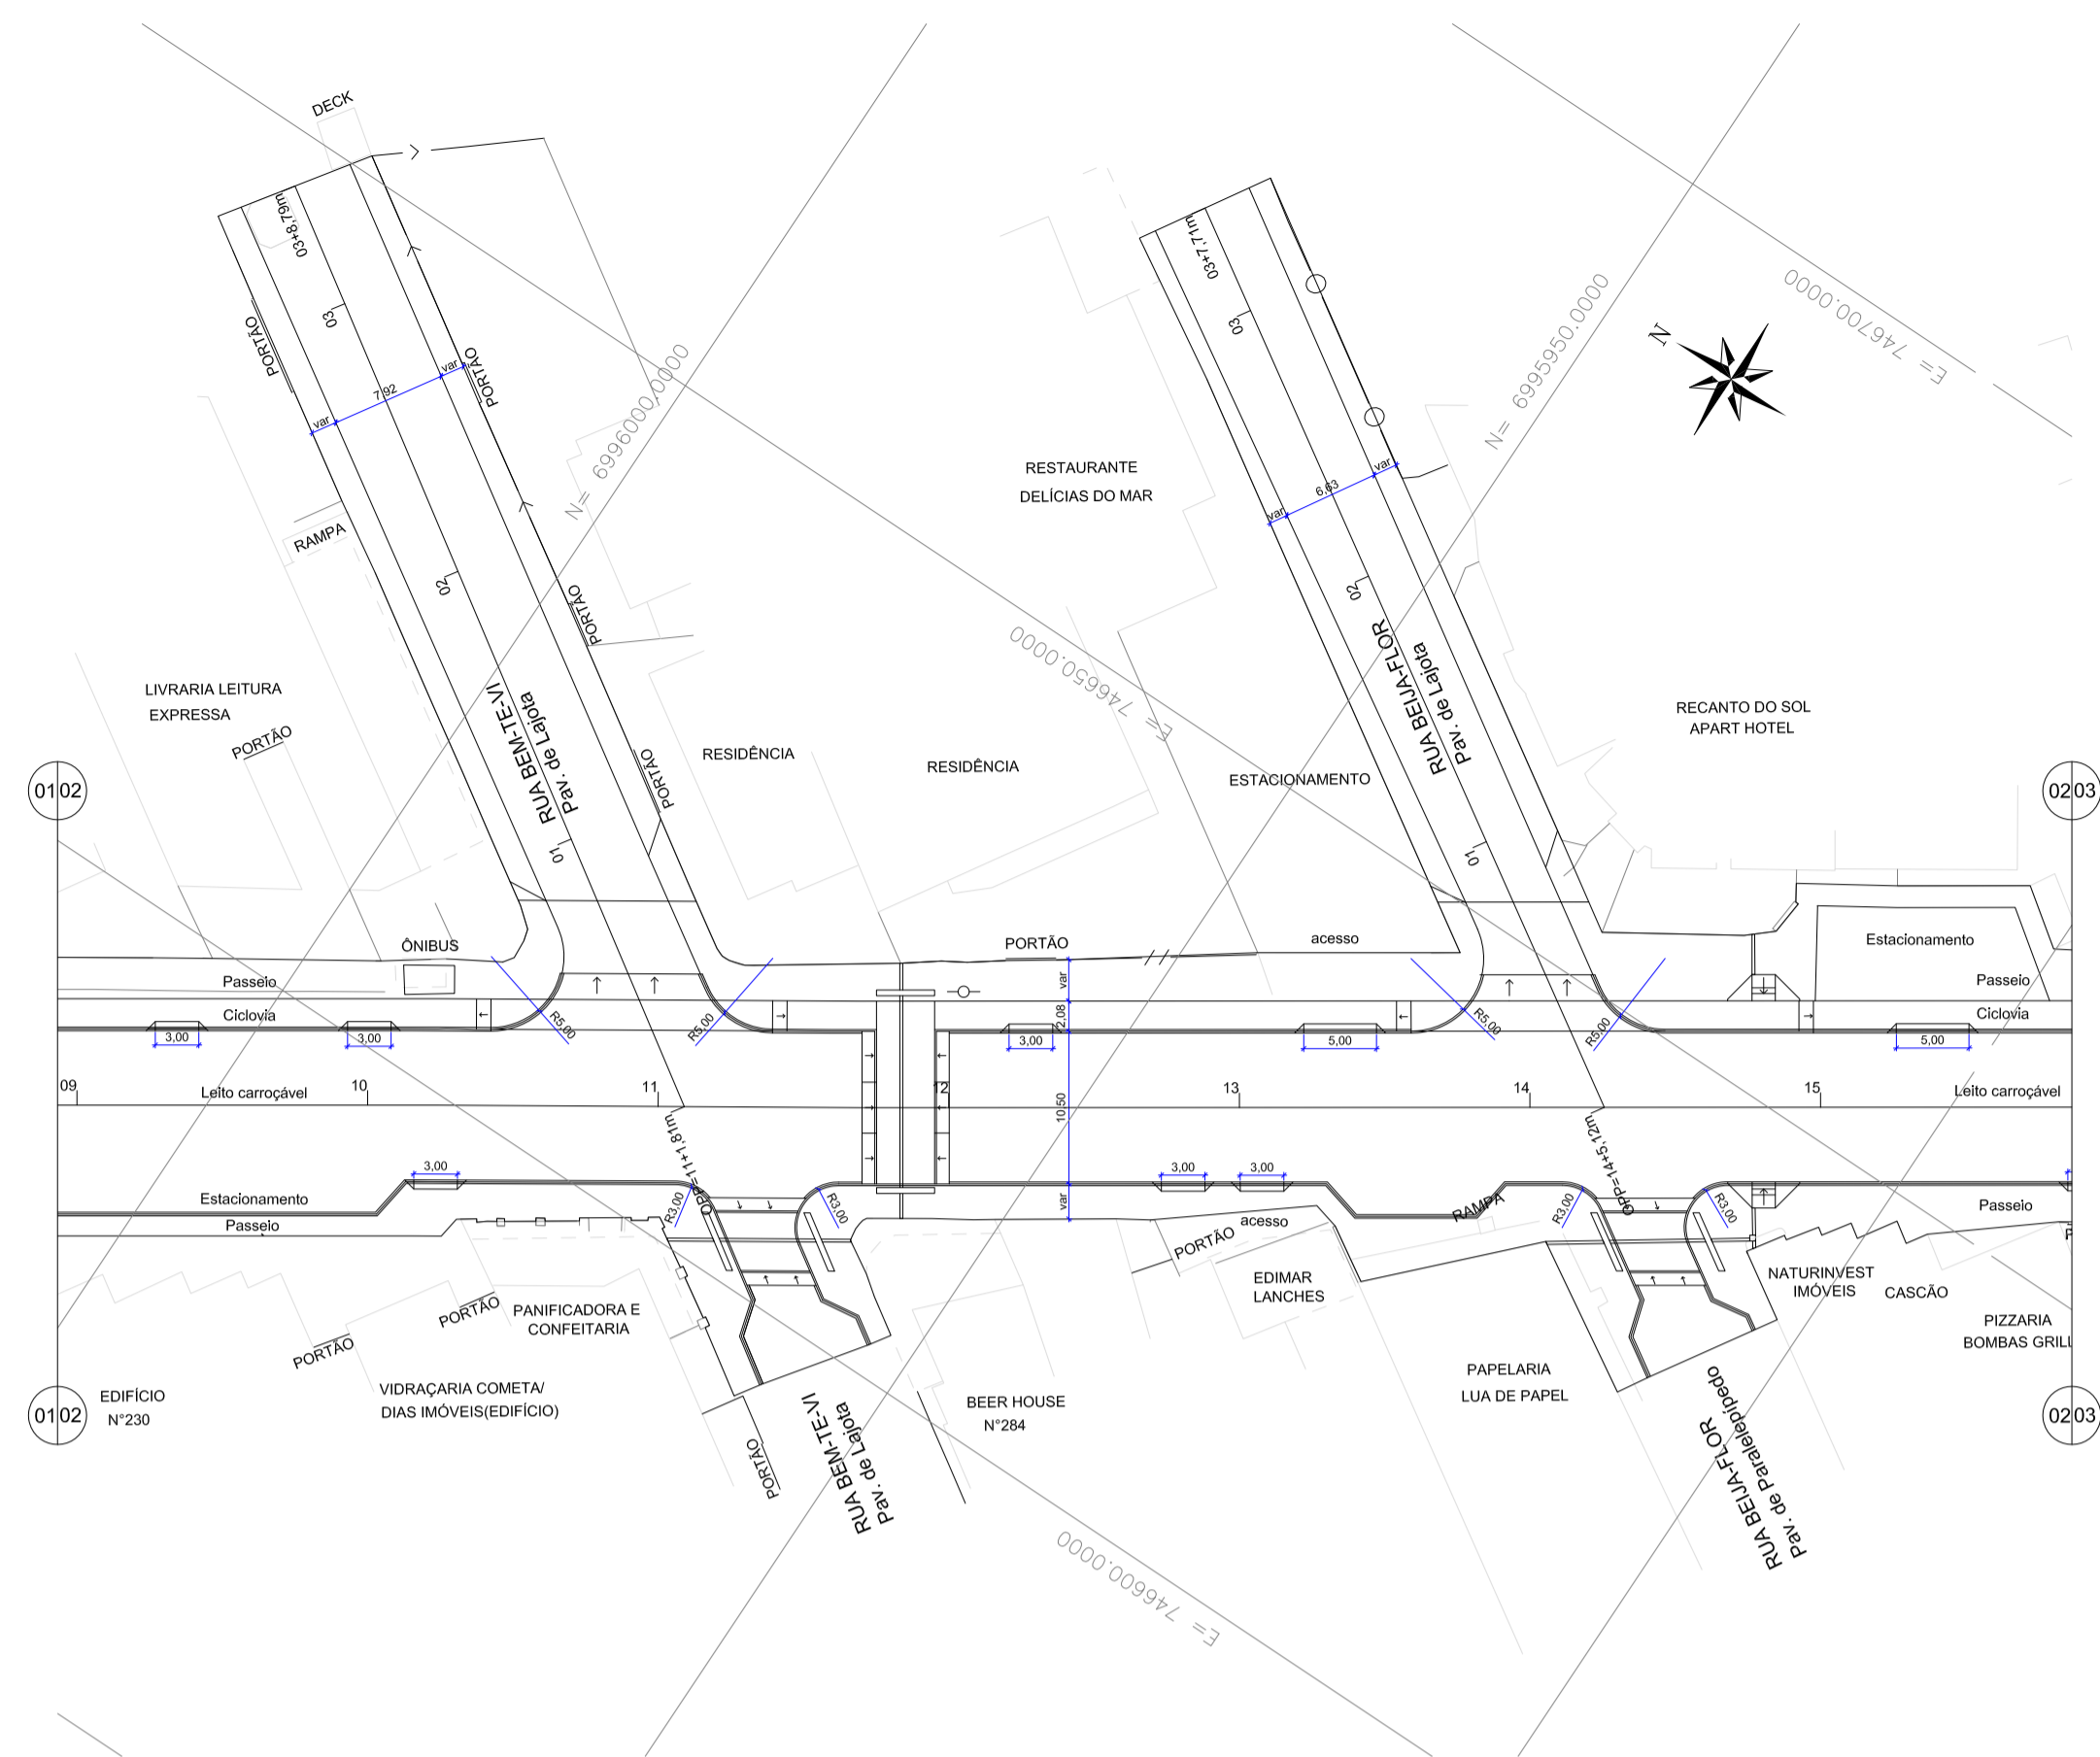 DECK
03+8,79m
03
PORTÃO
PORTÃO
var
7,92
var
N= 6996000.0000
RAMPA
02
RUA BEM-TE-VI
Pav. de Lajota
PORTÃO
PORTÃO
01
LIVRARIA LEITURA
EXPRESSA
PORTÃO
RESIDÊNCIA
RESIDÊNCIA
RESTAURANTE
DELÍCIAS DO MAR
E= 746650.0000
ESTACIONAMENTO
03+7,71m
03
var
6,63
var
02
RUA BEIJA-FLOR
Pav. de Lajota
01
N= 6995950.0000
N
E= 746700.0000
RECANTO DO SOL
APART HOTEL
0102
0203
ÔNIBUS
PORTÃO
acesso
Estacionamento
Passeio
Passeio
Ciclovia
Ciclovia
R5,00
R5,00
R5,00
R5,00
var
2,08
3,00
3,00
3,00
5,00
5,00
09
10
11
12
13
14
15
Leito carroçável
Leito carroçável
10,50
OPP=11+1,81m
OPP=14+5,12m
3,00
3,00
3,00
var
Estacionamento
Passeio
R3,00
R3,00
R3,00
R3,00
RAMPA
Passeio
acesso
PORTÃO
EDIMAR
LANCHES
NATURINVEST
IMÓVEIS
CASCÃO
PIZZARIA
BOMBAS GRILL
PORTÃO
PANIFICADORA E
CONFEITARIA
PORTÃO
EDIFÍCIO
N°230
VIDRAÇARIA COMETA/
DIAS IMÓVEIS(EDIFÍCIO)
PORTÃO
RUA BEM-TE-VI
Pav. de Lajota
BEER HOUSE
N°284
PAPELARIA
LUA DE PAPEL
RUA BEIJA-FLOR
Pav. de Paralelepípedo
0102
0203
E= 746600.0000